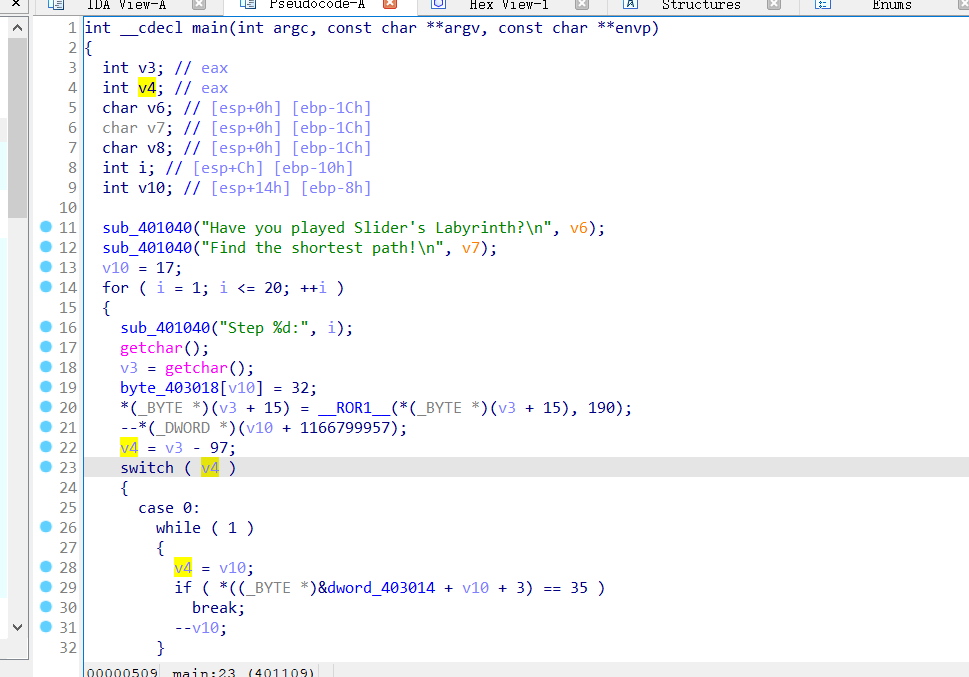 IDA View-A Pseudocode-A Hex View-1 Structures Enums
1 int __cdecl main(int argc, const char **argv, const char **envp)
2 {
3 int v3; // eax
4 int v4; // eax
5 char v6; // [esp+0h] [ebp-1Ch]
6 char v7; // [esp+0h] [ebp-1Ch]
7 char v8; // [esp+0h] [ebp-1Ch]
8 int i; // [esp+Ch] [ebp-10h]
9 int v10; // [esp+14h] [ebp-8h]
10
11 sub_401040("Have you played Slider's Labyrinth?\n", v6);
12 sub_401040("Find the shortest path!\n", v7);
13 v10 = 17;
14 for ( i = 1; i <= 20; ++i )
15 {
16 sub_401040("Step %d:", i);
17 getchar();
18 v3 = getchar();
19 byte_403018[v10] = 32;
20 *(_BYTE *)(v3 + 15) = __ROR1__(*(_BYTE *)(v3 + 15), 190);
21 --*(_DWORD *)(v10 + 1166799957);
22 v4 = v3 - 97;
23 switch ( v4 )
24 {
25 case 0:
26 while ( 1 )
27 {
28 v4 = v10;
29 if ( *((_BYTE *)&dword_403014 + v10 + 3) == 35 )
30 break;
31 --v10;
32 }
00000509 main:23 (401109)